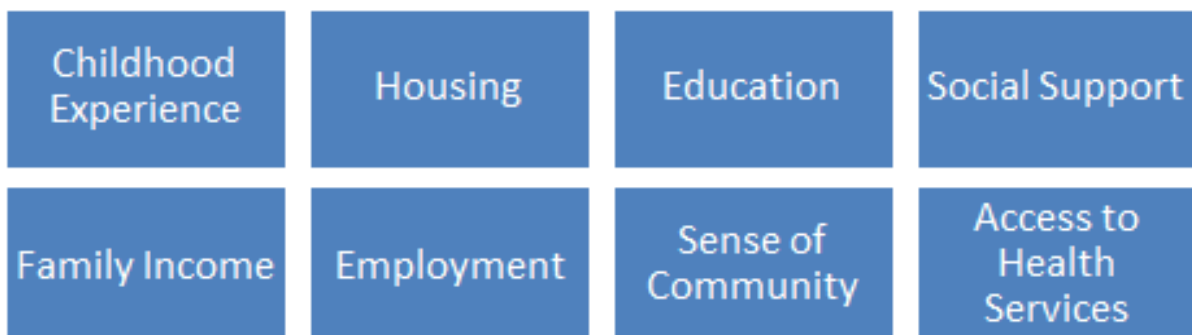 Childhood
Experience
Housing
Education
Social Support
Family Income
Employment
Sense of
Community
Access to
Health
Services